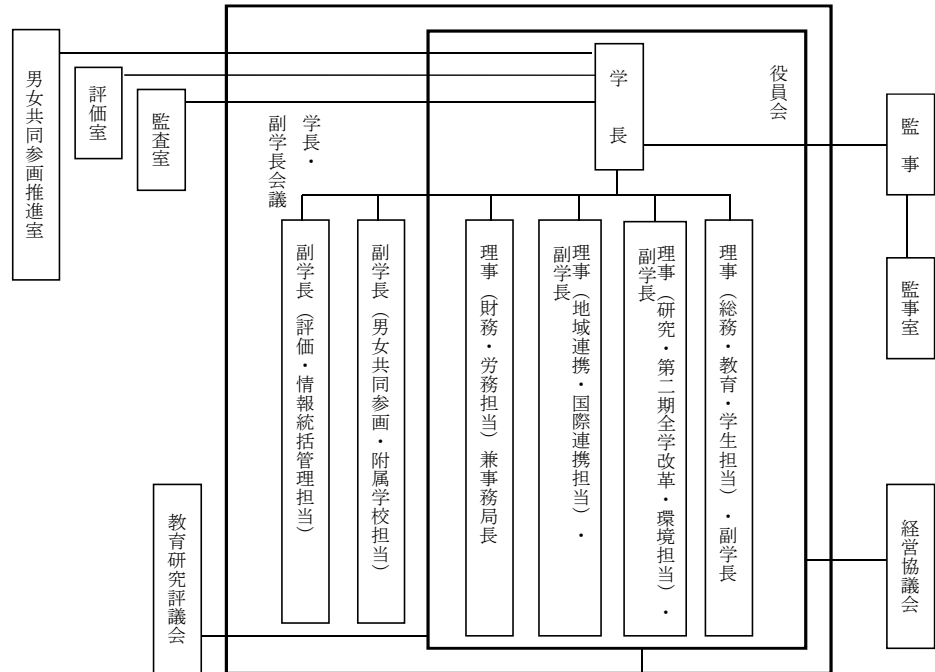 役員会
監事
監事室
経営協議会
学長
理事（総務・教育・学生担当）・副学長
理事（研究・第二期全学改革・環境担当）・
副学長
理事（地域連携・国際連携担当）・
副学長
理事（財務・労務担当）兼事務局長
副学長（男女共同参画・附属学校担当）
副学長（評価・情報統括管理担当）
学長・
副学長会議
監査室
評価室
男女共同参画推進室
教育研究評議会